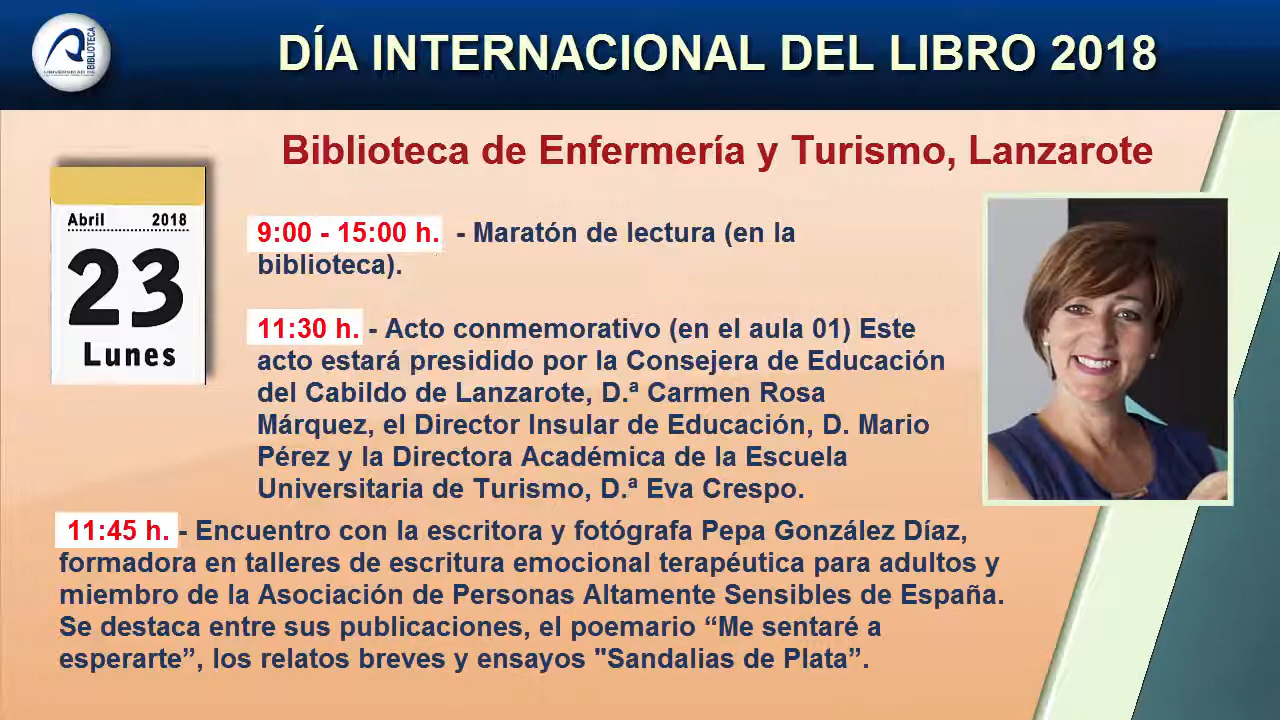 BIBLIOTECA
UNIVERSIDAD DE
DÍA INTERNACIONAL DEL LIBRO 2018
Biblioteca de Enfermería y Turismo, Lanzarote
Abril 2018
23
Lunes
9:00 - 15:00 h. - Maratón de lectura (en la
biblioteca).
11:30 h. - Acto conmemorativo (en el aula 01) Este
acto estará presidido por la Consejera de Educación
del Cabildo de Lanzarote, D.ª Carmen Rosa
Márquez, el Director Insular de Educación, D. Mario
Pérez y la Directora Académica de la Escuela
Universitaria de Turismo, D.ª Eva Crespo.
11:45 h. - Encuentro con la escritora y fotógrafa Pepa González Díaz,
formadora en talleres de escritura emocional terapéutica para adultos y
miembro de la Asociación de Personas Altamente Sensibles de España.
Se destaca entre sus publicaciones, el poemario “Me sentaré a
esperarte”, los relatos breves y ensayos "Sandalias de Plata”.